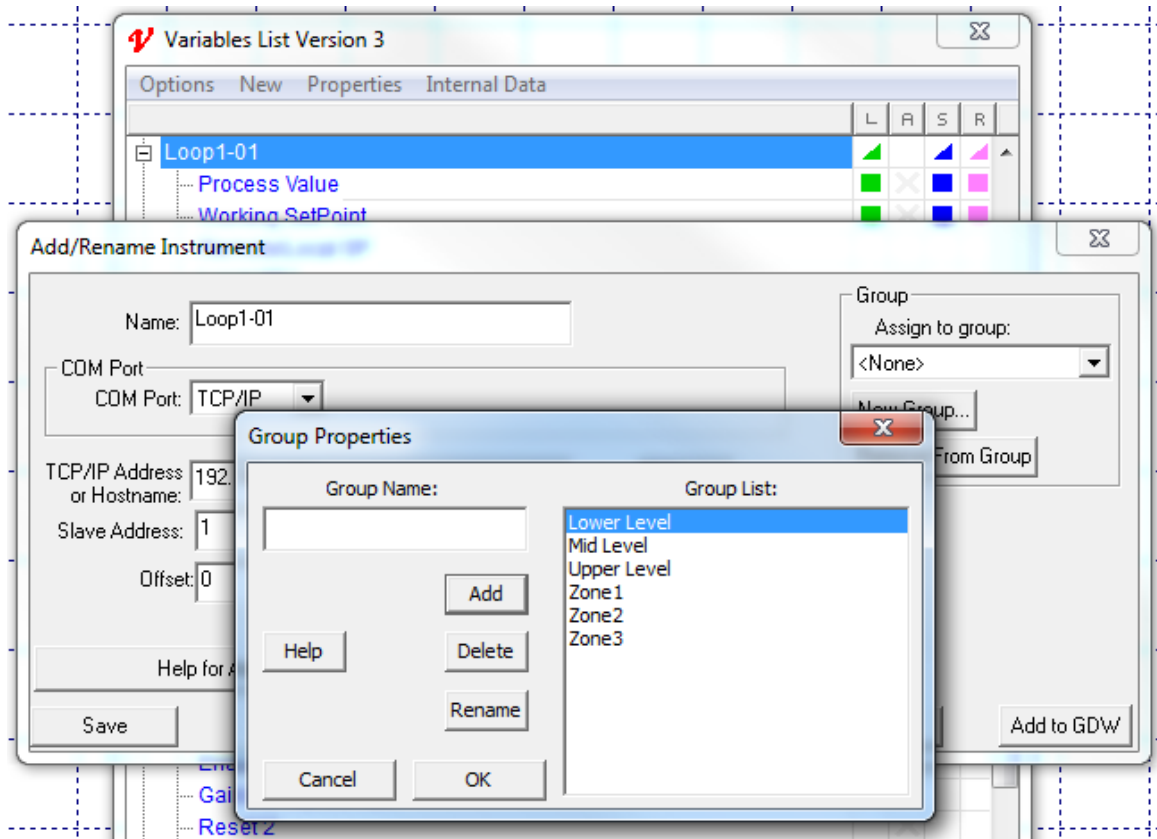 Variables List Version 3
Options New Properties Internal Data
L A S R
Loop1-01
Process Value
Working SetPoint
Add/Rename Instrument
Name: Loop1-01
Group
Assign to group:
<None>
COM Port
COM Port: TCP/IP
New Group...
From Group
TCP/IP Address
or Hostname: 192.
Slave Address: 1
Offset: 0
Help for
Save
Add to GDW
Group Properties
Group Name:
Group List:
Lower Level
Mid Level
Upper Level
Zone1
Zone2
Zone3
Add
Help
Delete
Rename
Cancel
OK
Gai
Reset 2